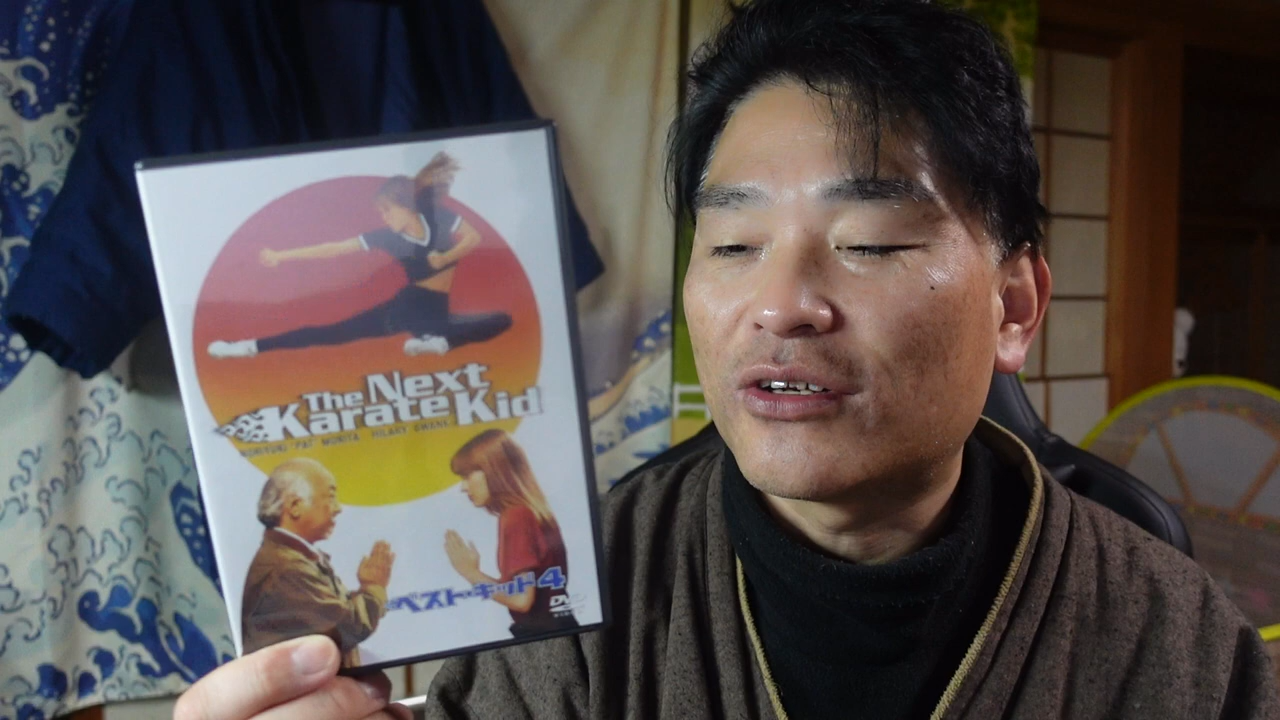 The Next
Karate Kid
NORIYUKI "PAT" MORITA HILARY SWANK
ベスト・キッド4
DVD